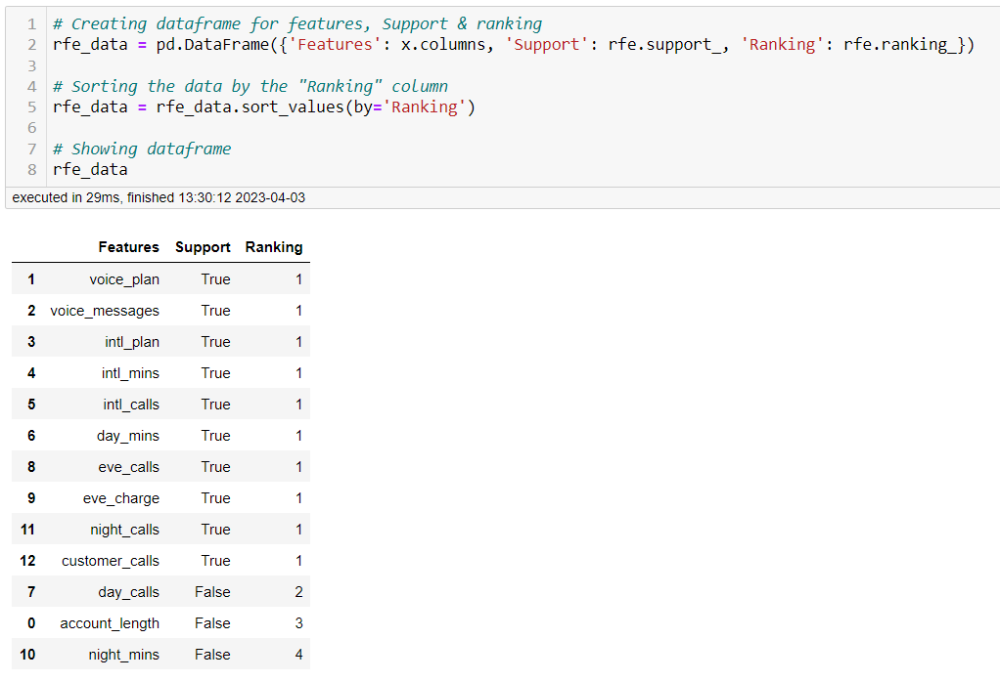 1 # Creating dataframe for features, Support & ranking
2 rfe_data = pd.DataFrame({'Features': x.columns, 'Support': rfe.support_, 'Ranking': rfe.ranking_})
3
4 # Sorting the data by the "Ranking" column
5 rfe_data = rfe_data.sort_values(by='Ranking')
6
7 # Showing dataframe
8 rfe_data
executed in 29ms, finished 13:30:12 2023-04-03
Features Support Ranking
1 voice_plan True 1
2 voice_messages True 1
3 intl_plan True 1
4 intl_mins True 1
5 intl_calls True 1
6 day_mins True 1
8 eve_calls True 1
9 eve_charge True 1
11 night_calls True 1
12 customer_calls True 1
7 day_calls False 2
0 account_length False 3
10 night_mins False 4